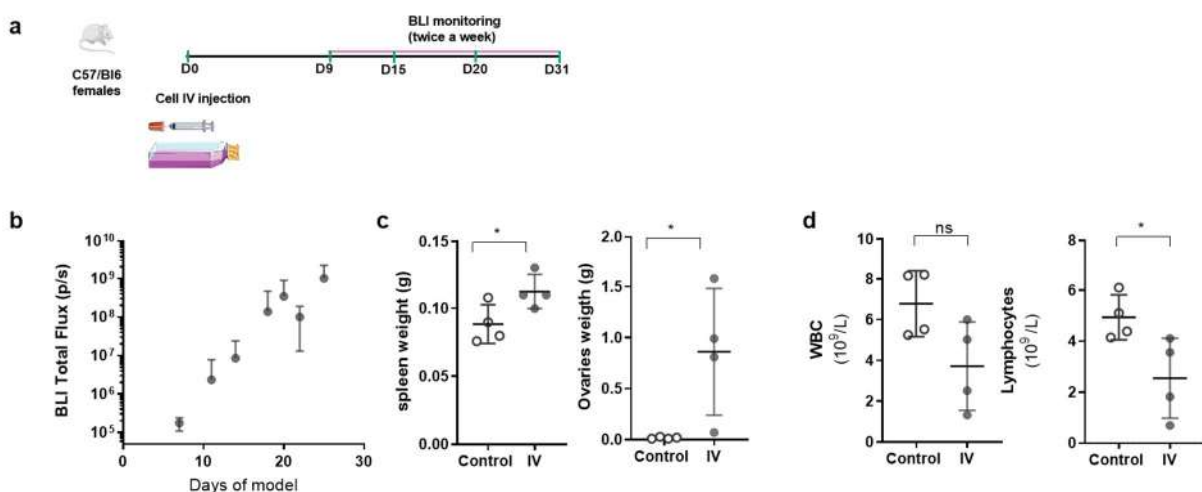 a
BLI monitoring
(twice a week)
D0 D9 D15 D20 D31
C57/Bl6
females
Cell IV injection
b
BLI Total Flux (p/s)
10^10
10^9
10^8
10^7
10^6
10^5
0 10 20 30
Days of model
c
spleen weight (g)
0.15
0.10
0.05
0.00
*
Control IV
Ovaries weigth (g)
2.0
1.5
1.0
0.5
0.0
*
Control IV
d
WBC
(10^9/L)
10
8
6
4
2
0
ns
Control IV
Lymphocytes
(10^9/L)
8
6
4
2
0
*
Control IV